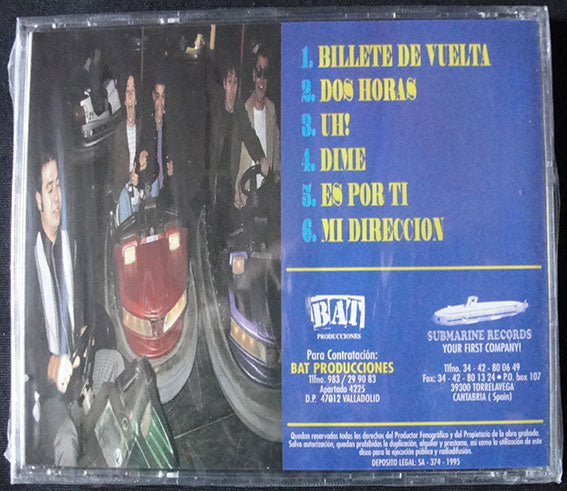 1. BILLETE DE VUELTA
2. DOS HORAS
3. UH!
4. DIME
5. ES POR TI
6. MI DIRECCION
BAT
PRODUCCIONES
Para Contratación:
BAT PRODUCCIONES
Tlfno. 983 / 29 90 83
Apartado 4225
D.P. 47012 VALLADOLID
SUBMARINE RECORDS
YOUR FIRST COMPANY!
Tlfno. 34 - 42 - 80 06 49
Fax: 34 - 42 - 80 13 24 • P.O. box 107
39300 TORRELAVEGA
CANTABRIA ( Spain)
Quedan reservados todos los derechos del Productor Fonográfico y del Propietario de la obra grabada.
Salvo autorización, quedan prohibidos la duplicación, alquiler y prestamo, asi como la utilización de este
disco para la ejecución pública y radiodifusión.
DEPOSITO LEGAL: SA - 374 - 1995